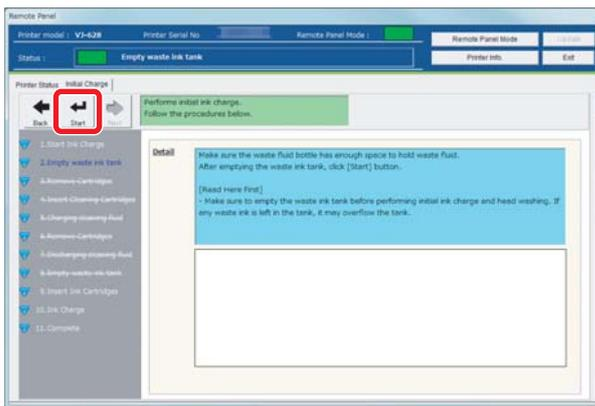 Remote Panel
Printer model : VJ-628 Printer Serial No Remote Panel Mode :
Remote Panel Mode
Status : Empty waste ink tank
Printer Info. Exit
Printer Status Initial Charge
Back Start Next
Performs initial ink charge.
Follow the procedures below.
1.Start Ink Charge
2.Empty waste ink tank
3.Remove Cartridges
4.Insert Cleaning Cartridges
5.Charging cleaning fluid
6.Remove Cartridges
7.Discharging cleaning fluid
8.Empty waste ink tank
9.Insert Ink Cartridges
10.Ink Charge
11.Complete
Detail
Make sure the waste fluid bottle has enough space to hold waste fluid.
After emptying the waste ink tank, click [Start] button.
[Read Here First]
- Make sure to empty the waste ink tank before performing initial ink charge and head washing. If
any waste ink is left in the tank, it may overflow the tank.